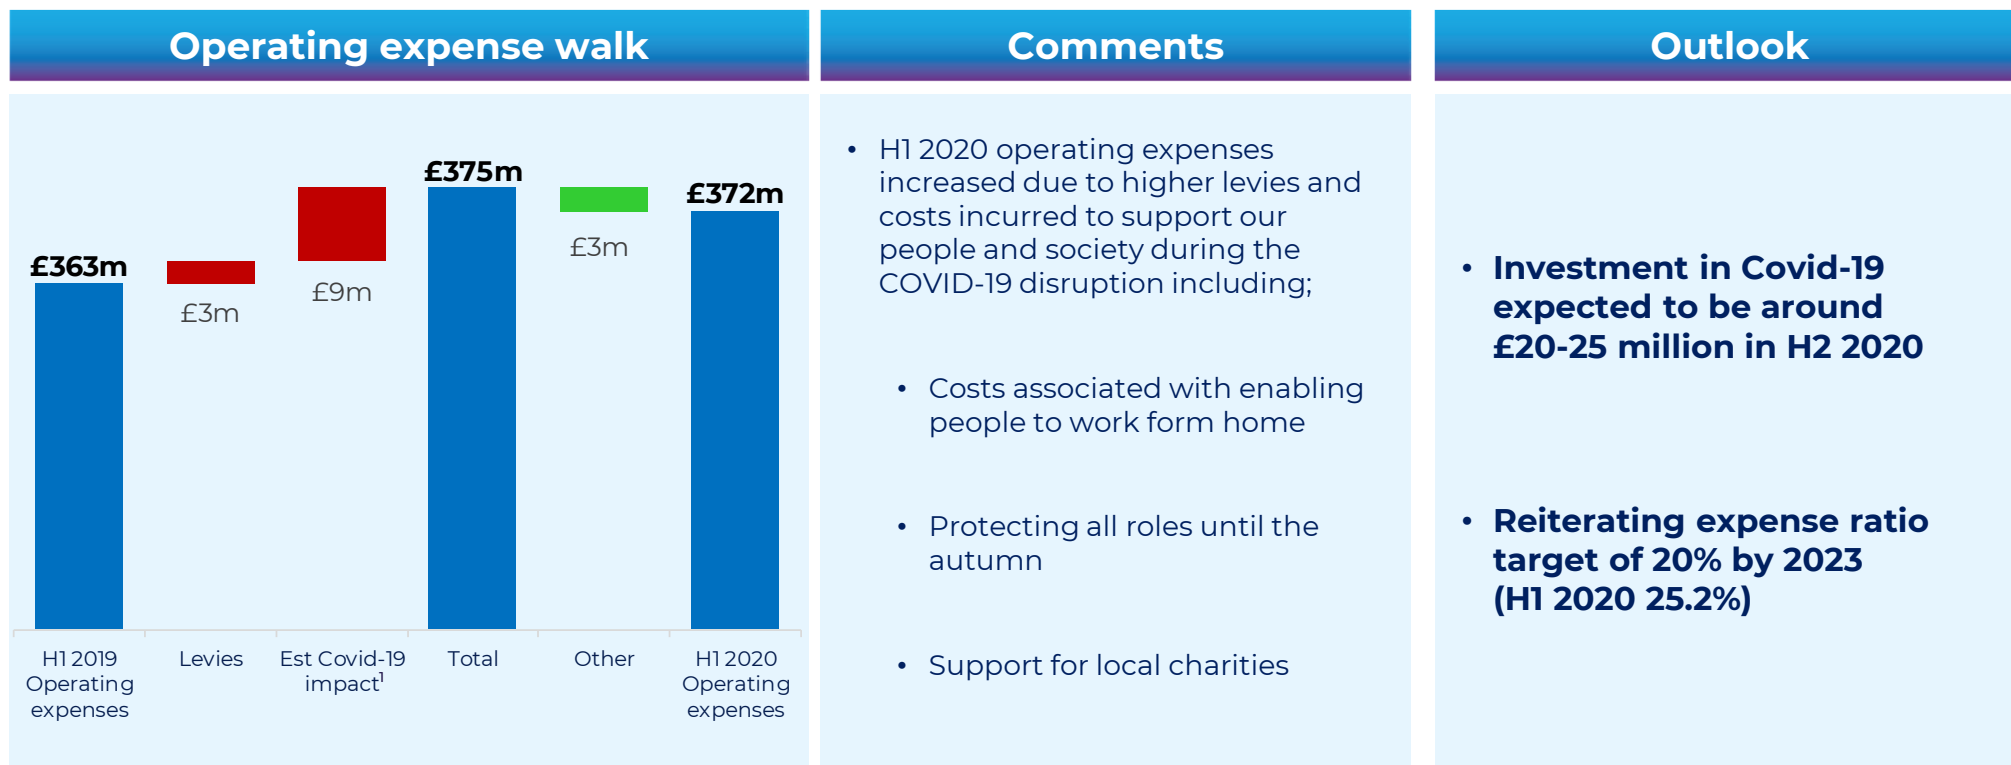 Operating expense walk
£363m
£3m
£9m
£375m
£3m
£372m
H1 2019
Operating
expenses
Levies
Est Covid-19
impact¹
Total
Other
H1 2020
Operating
expenses
Comments
• H1 2020 operating expenses
increased due to higher levies and
costs incurred to support our
people and society during the
COVID-19 disruption including;
• Costs associated with enabling
people to work form home
• Protecting all roles until the
autumn
• Support for local charities
Outlook
• Investment in Covid-19
expected to be around
£20-25 million in H2 2020
• Reiterating expense ratio
target of 20% by 2023
(H1 2020 25.2%)